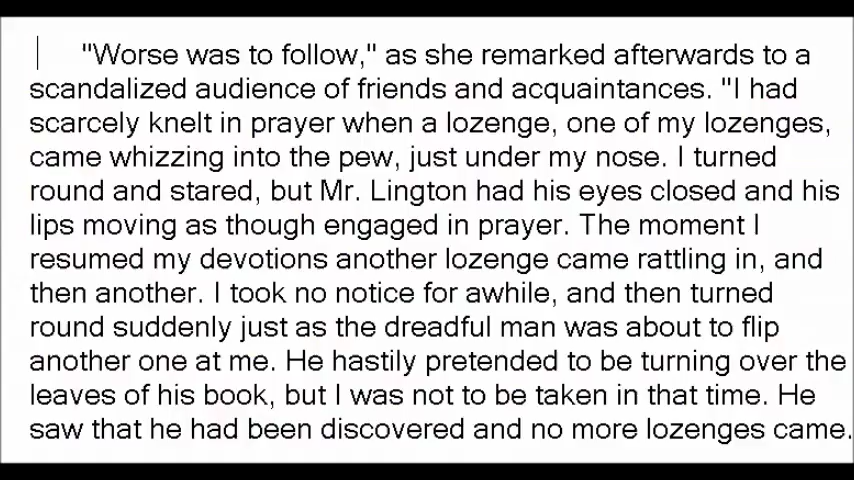 "Worse was to follow," as she remarked afterwards to a
scandalized audience of friends and acquaintances. "I had
scarcely knelt in prayer when a lozenge, one of my lozenges,
came whizzing into the pew, just under my nose. I turned
round and stared, but Mr. Lington had his eyes closed and his
lips moving as though engaged in prayer. The moment I
resumed my devotions another lozenge came rattling in, and
then another. I took no notice for awhile, and then turned
round suddenly just as the dreadful man was about to flip
another one at me. He hastily pretended to be turning over the
leaves of his book, but I was not to be taken in that time. He
saw that he had been discovered and no more lozenges came.